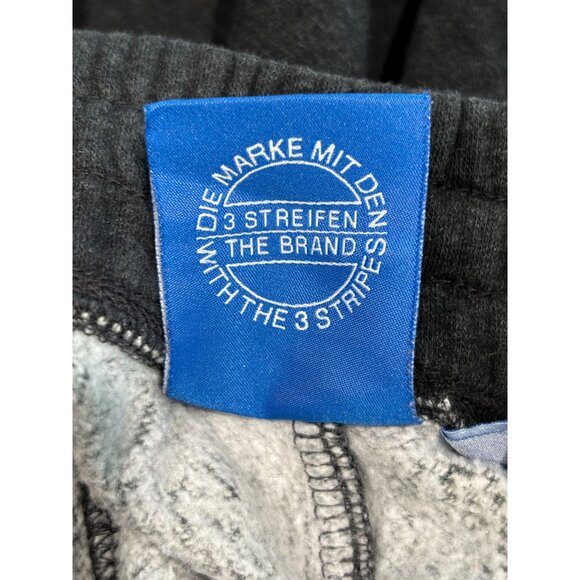 DIE MARKE MIT DEN
3 STREIFEN
THE BRAND
WITH THE 3 STRIPES